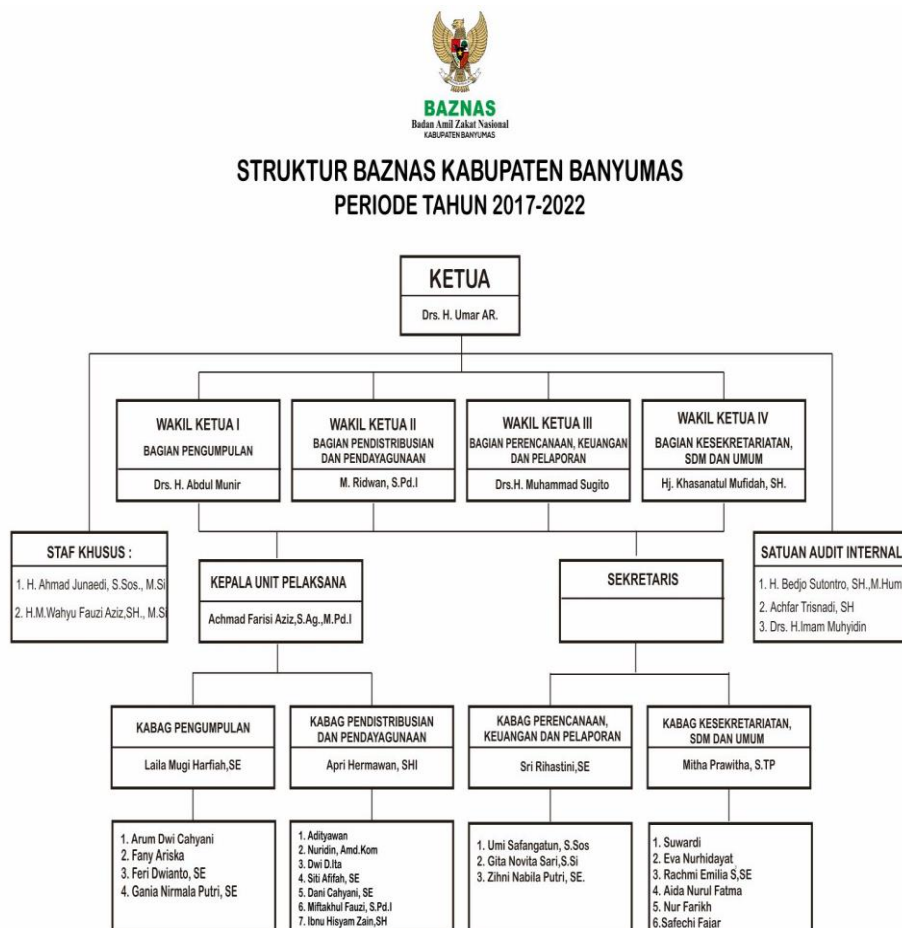 BAZNAS
Badan Amil Zakat Nasional
KABUPATEN BANYUMAS
STRUKTUR BAZNAS KABUPATEN BANYUMAS
PERIODE TAHUN 2017-2022
KETUA
Drs. H. Umar AR.
WAKIL KETUA I
BAGIAN PENGUMPULAN
Drs. H. Abdul Munir
WAKIL KETUA II
BAGIAN PENDISTRIBUSIAN
DAN PENDAYAGUNAAN
M. Ridwan, S.Pd.I
WAKIL KETUA III
BAGIAN PERENCANAAN, KEUANGAN
DAN PELAPORAN
Drs.H. Muhammad Sugito
WAKIL KETUA IV
BAGIAN KESEKRETARIATAN,
SDM DAN UMUM
Hj. Khasanatul Mufidah, SH.
STAF KHUSUS :
1. H. Ahmad Junaedi, S.Sos., M.Si
2. H.M.Wahyu Fauzi Aziz,SH., M.Si
KEPALA UNIT PELAKSANA
Achmad Farisi Aziz,S.Ag.,M.Pd.I
SEKRETARIS
SATUAN AUDIT INTERNAL
1. H. Bedjo Sutontro, SH.,M.Hum
2. Achfar Trisnadi, SH
3. Drs. H.Imam Muhyidin
KABAG PENGUMPULAN
Laila Mugi Harfiah,SE
KABAG PENDISTRIBUSIAN
DAN PENDAYAGUNAAN
Apri Hermawan, SHI
KABAG PERENCANAAN,
KEUANGAN DAN PELAPORAN
Sri Rihastini,SE
KABAG KESEKRETARIATAN,
SDM DAN UMUM
Mitha Prawitha, S.TP
1. Arum Dwi Cahyani
2. Fany Ariska
3. Feri Dwianto, SE
4. Gania Nirmala Putri, SE
1. Adityawan
2. Nuridin, Amd.Kom
3. Dwi D.Ita
4. Siti Afifah, SE
5. Dani Cahyani, SE
6. Miftakhul Fauzi, S.Pd.I
7. Ibnu Hisyam Zain,SH
1. Umi Safangatun, S.Sos
2. Gita Novita Sari,S.Si
3. Zihni Nabila Putri, SE.
1. Suwardi
2. Eva Nurhidayat
3. Rachmi Emilia S,SE
4. Aida Nurul Fatma
5. Nur Farikh
6.Safechi Fajar